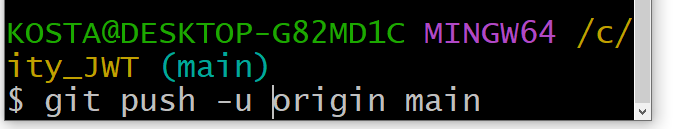 KOSTA@DESKTOP-G82MD1C MINGW64 /c/
ity_JWT (main)
$ git push -u origin main